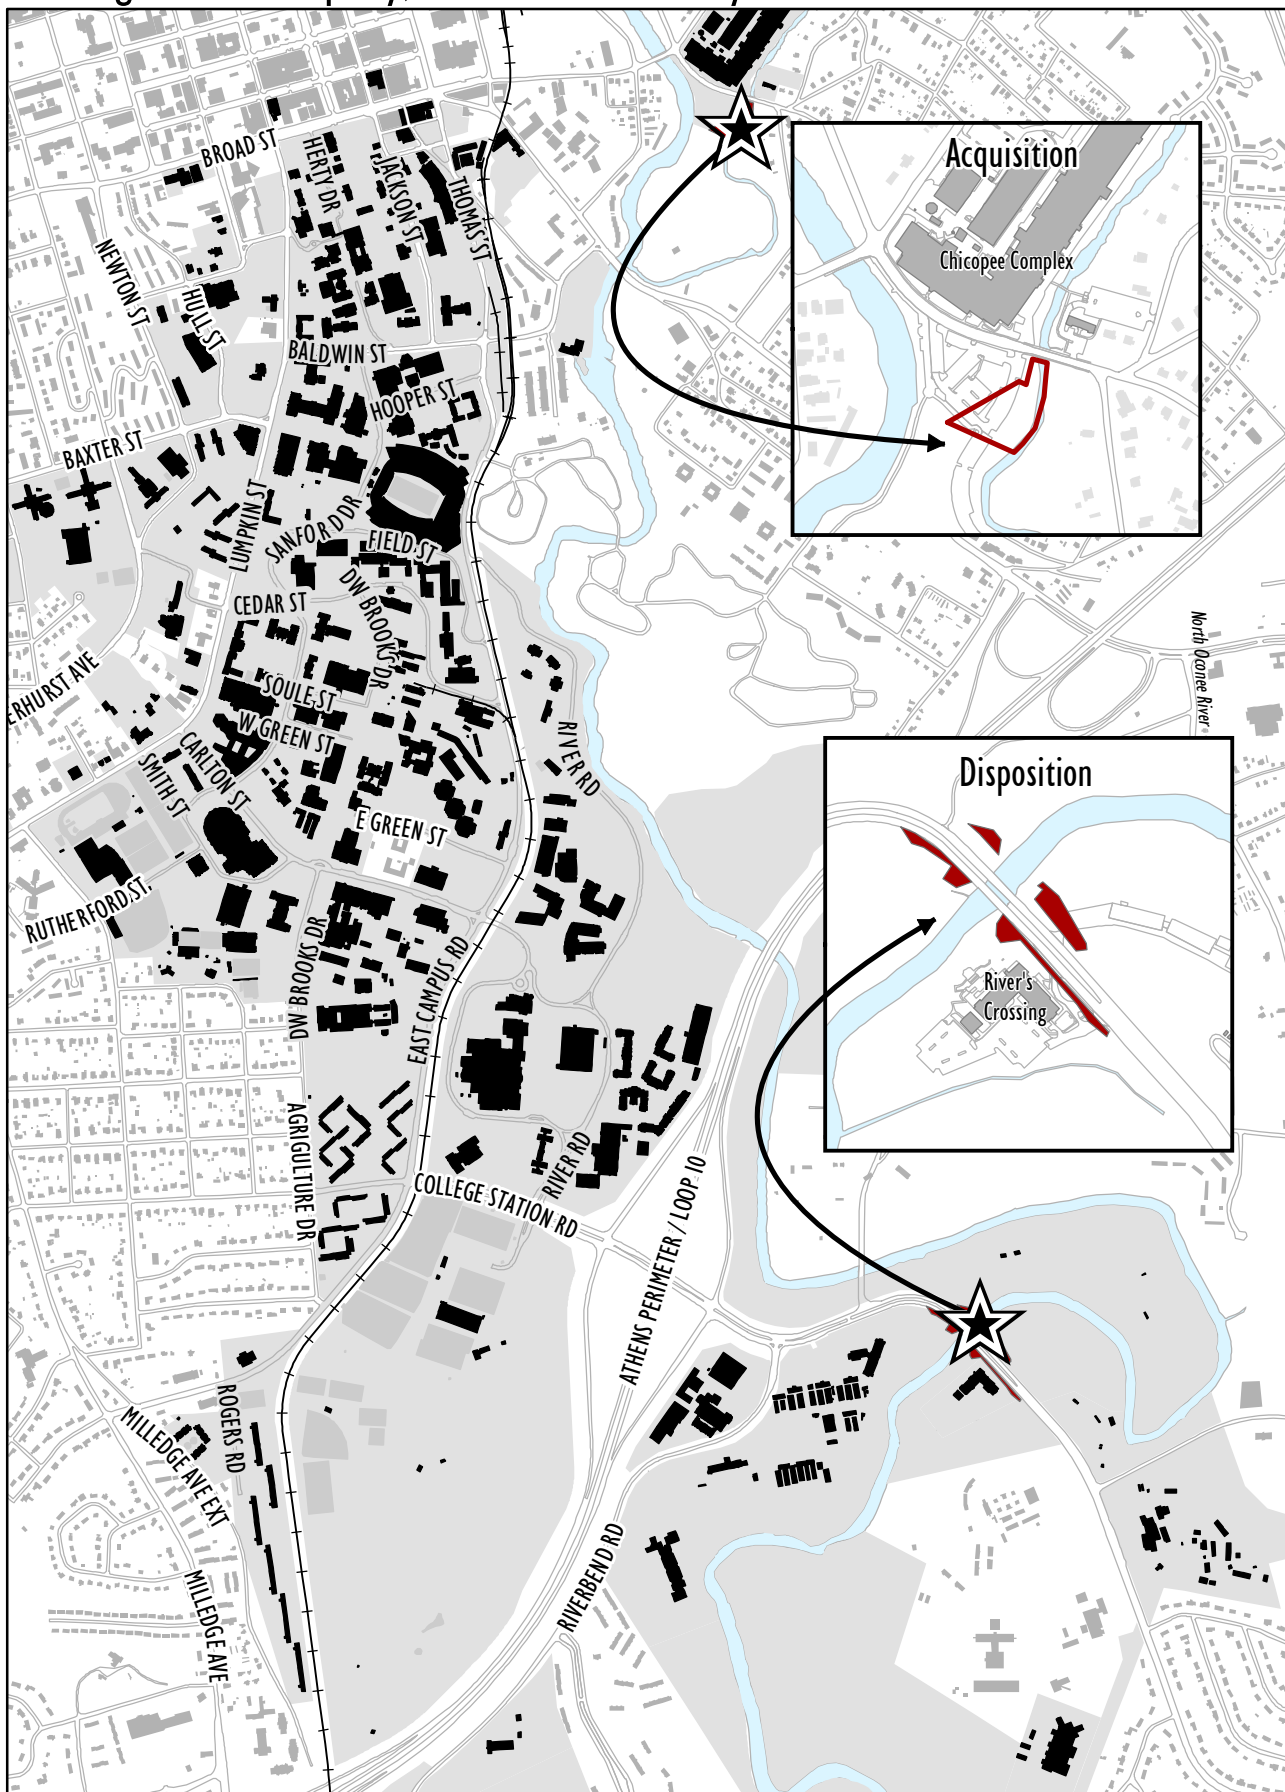 BROAD ST
HERTY DR
JACKSON ST
THOMAS ST
Acquisition
Chicopee Complex
NEWTON ST
HULL ST
BALDWIN ST
HOOPER ST
BAXTER ST
LUMPKIN ST
SANFORD DR
FIELD ST
CEDAR ST
DW BROOKS DR
North Oconee River
ERHURST AVE
SOULE ST
W GREEN ST
CARLTON ST
SMITH ST
RIVER RD
Disposition
E GREEN ST
RUTHERFORD ST.
DW BROOKS DR
EAST CAMPUS RD
River's
Crossing
AGRIGULTURE DR
RIVER RD
COLLEGE STATION RD
ATHENS PERIMETER / LOOP 10
ROGERS RD
MILLEDGE AVE EXT
RIVERBEND RD
MILLEDGE AVE